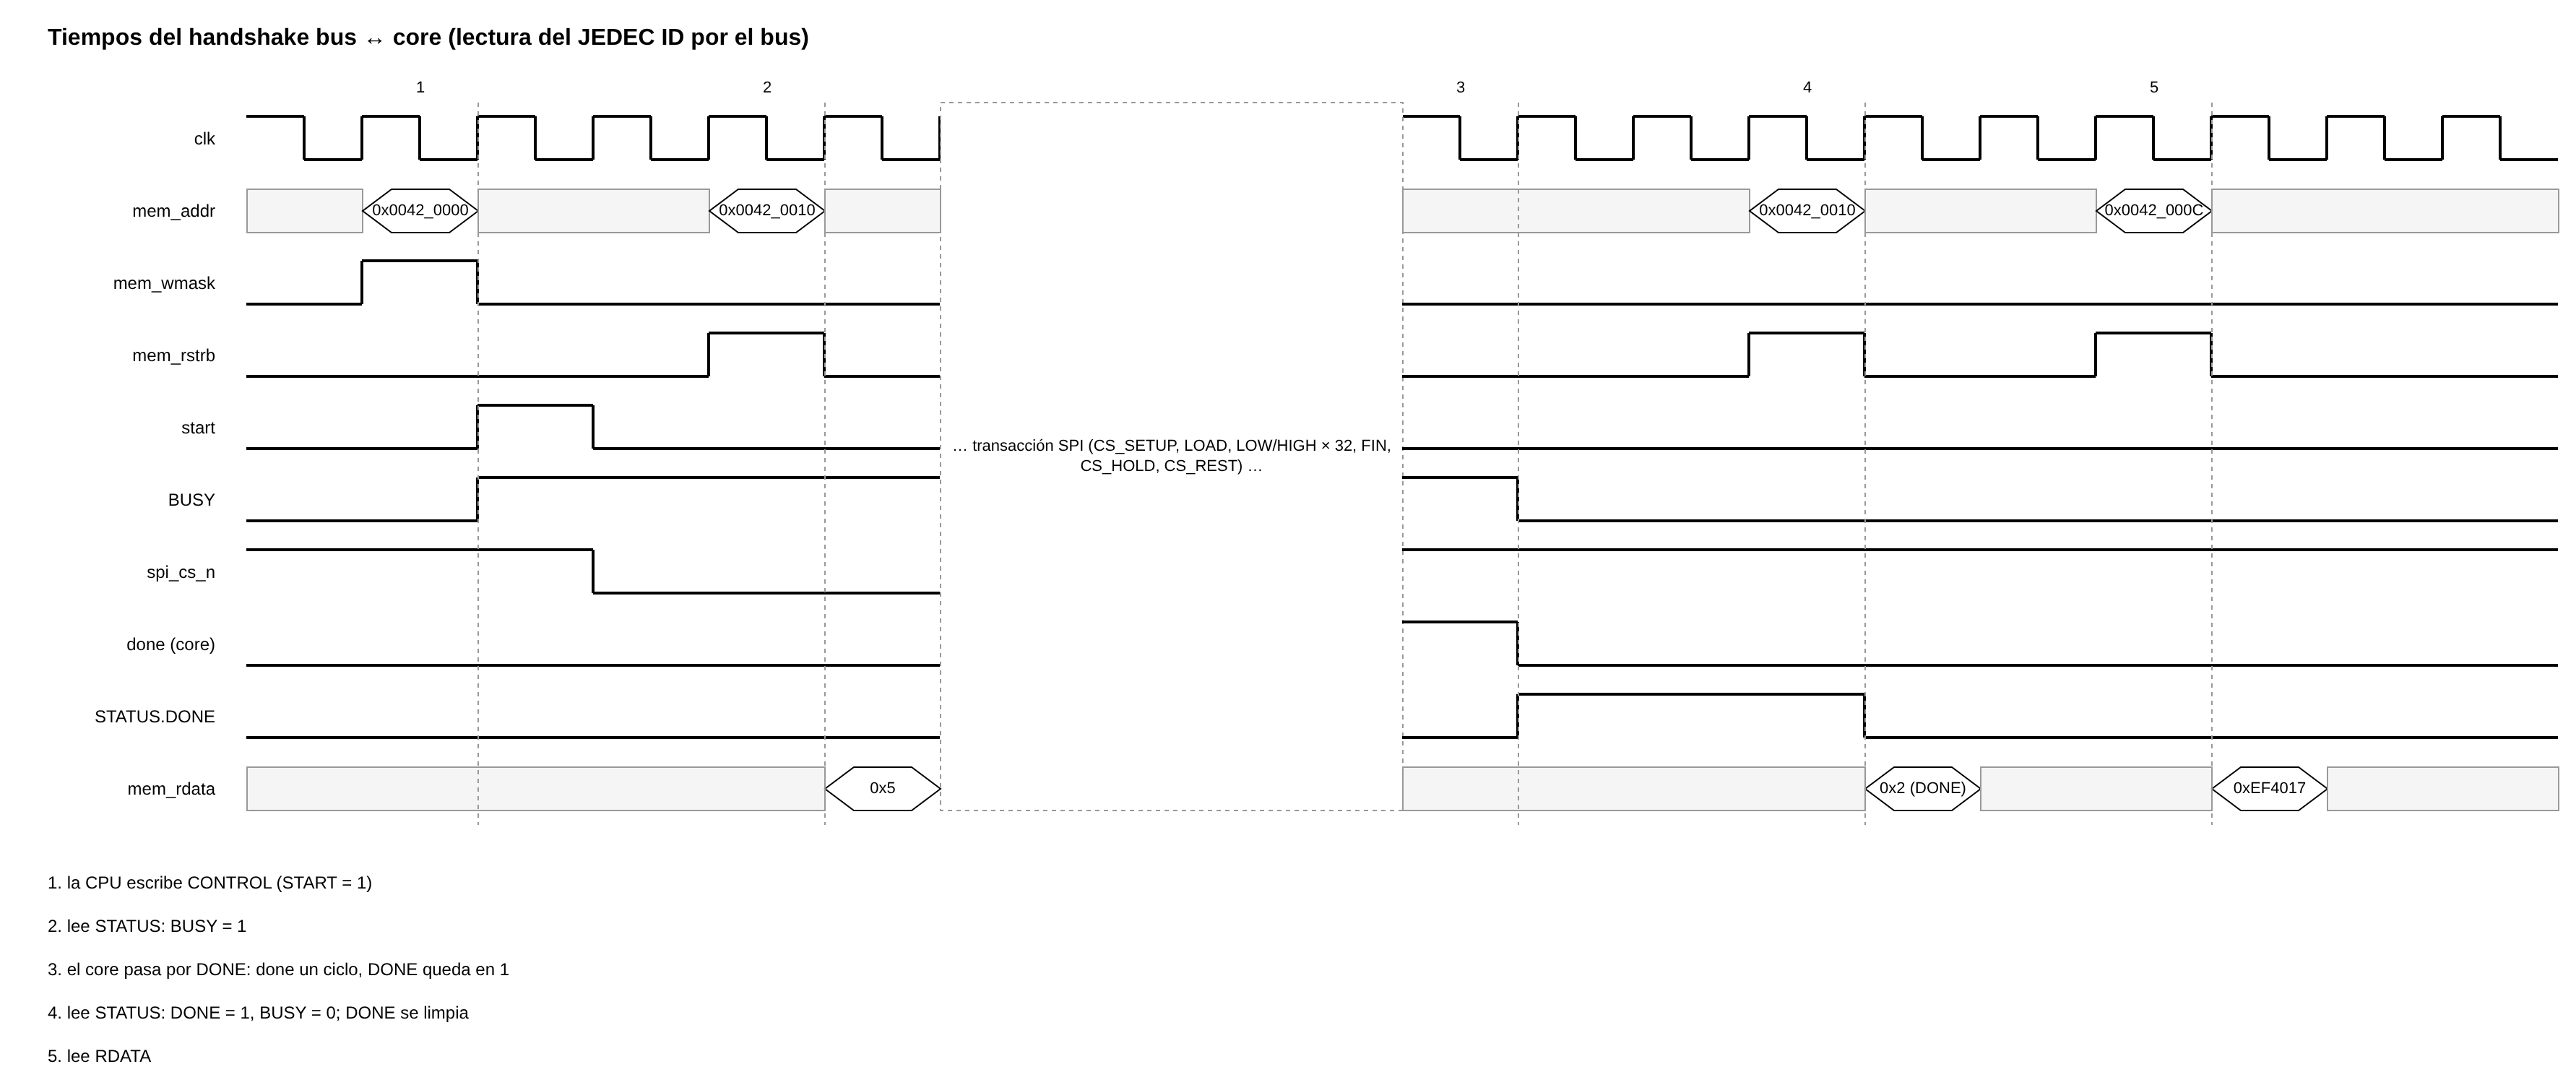 Tiempos del handshake bus ↔ core (lectura del JEDEC ID por el bus)
1 2 3 4 5
clk
mem_addr 0x0042_0000 0x0042_0010 0x0042_0010 0x0042_000C
mem_wmask
mem_rstrb
start
… transacción SPI (CS_SETUP, LOAD, LOW/HIGH × 32, FIN,
CS_HOLD, CS_REST) …
BUSY
spi_cs_n
done (core)
STATUS.DONE
mem_rdata 0x5 0x2 (DONE) 0xEF4017
1. la CPU escribe CONTROL (START = 1)
2. lee STATUS: BUSY = 1
3. el core pasa por DONE: done un ciclo, DONE queda en 1
4. lee STATUS: DONE = 1, BUSY = 0; DONE se limpia
5. lee RDATA